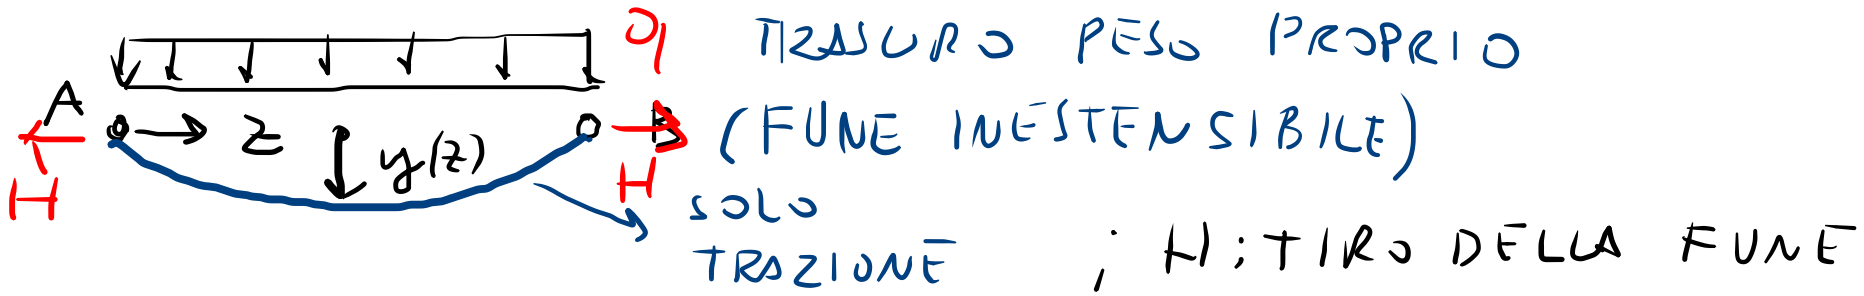 q TRASCURO PESO PROPRIO
A z y(z) B (FUNE INESTENSIBILE)
H H SOLO
TRAZIONE ; H : TIRO DELLA FUNE